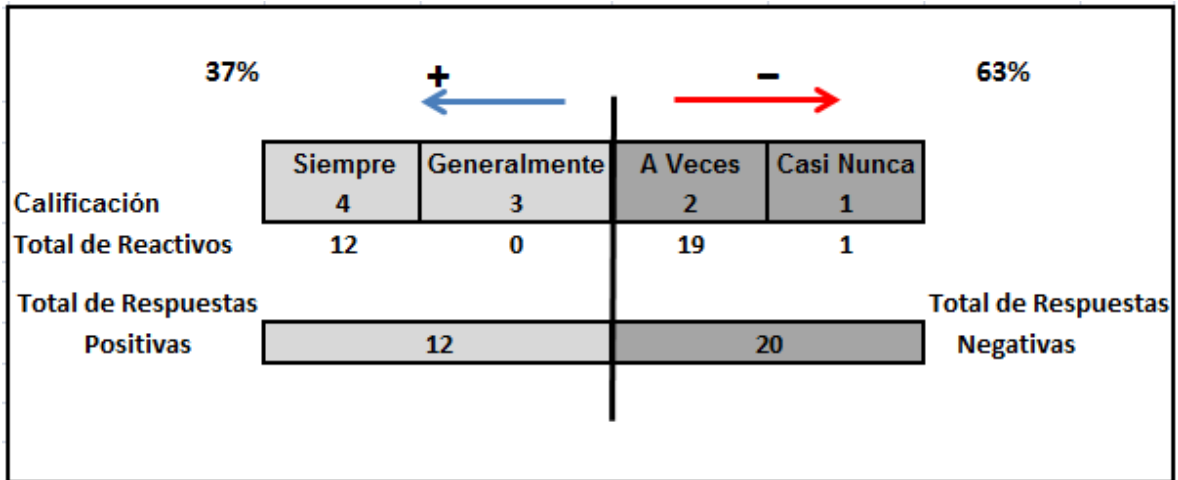 37% + - 63%
Siempre Generalmente A Veces Casi Nunca
Calificación 4 3 2 1
Total de Reactivos 12 0 19 1
Total de Respuestas Total de Respuestas
Positivas 12 20 Negativas